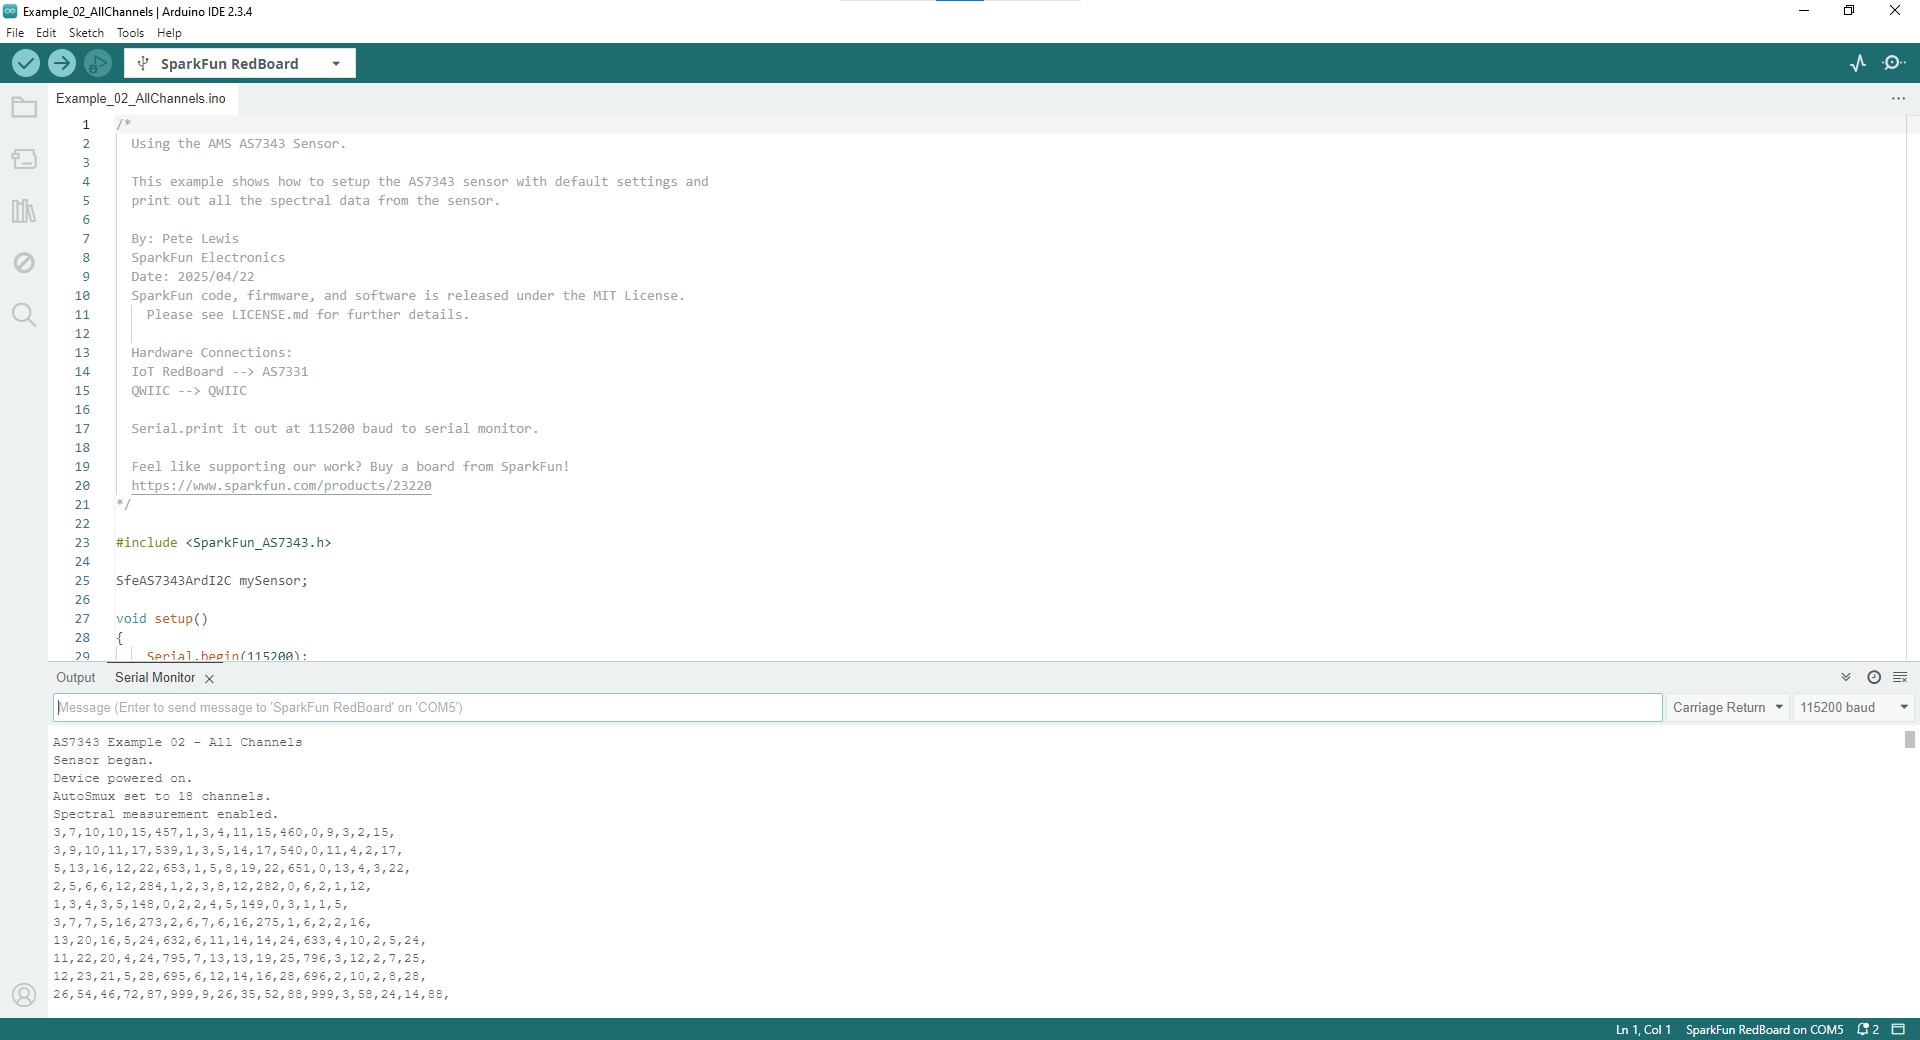 Example_02_AllChannels | Arduino IDE 2.3.4
File Edit Sketch Tools Help
SparkFun RedBoard
Example_02_AllChannels.ino
1 /*
2 Using the AMS AS7343 Sensor.
3
4 This example shows how to setup the AS7343 sensor with default settings and
5 print out all the spectral data from the sensor.
6
7 By: Pete Lewis
8 SparkFun Electronics
9 Date: 2025/04/22
10 SparkFun code, firmware, and software is released under the MIT License.
11 Please see LICENSE.md for further details.
12
13 Hardware Connections:
14 IoT RedBoard --> AS7331
15 QWIIC --> QWIIC
16
17 Serial.print it out at 115200 baud to serial monitor.
18
19 Feel like supporting our work? Buy a board from SparkFun!
20 https://www.sparkfun.com/products/23220
21 */
22
23 #include <SparkFun_AS7343.h>
24
25 SfeAS7343ArdI2C mySensor;
26
27 void setup()
28 {
29 Serial.begin(115200);
Output Serial Monitor
Message (Enter to send message to 'SparkFun RedBoard' on 'COM5') Carriage Return 115200 baud
AS7343 Example 02 - All Channels
Sensor began.
Device powered on.
AutoSmux set to 18 channels.
Spectral measurement enabled.
3,7,10,10,15,457,1,3,4,11,15,460,0,9,3,2,15,
3,9,10,11,17,539,1,3,5,14,17,540,0,11,4,2,17,
5,13,16,12,22,653,1,5,8,19,22,651,0,13,4,3,22,
2,5,6,6,12,284,1,2,3,8,12,282,0,6,2,1,12,
1,3,4,3,5,148,0,2,2,4,5,149,0,3,1,1,5,
3,7,7,5,16,273,2,6,7,6,16,275,1,6,2,2,16,
13,20,16,5,24,632,6,11,14,14,24,633,4,10,2,5,24,
11,22,20,4,24,795,7,13,13,19,25,796,3,12,2,7,25,
12,23,21,5,28,695,6,12,14,16,28,696,2,10,2,8,28,
26,54,46,72,87,999,9,26,35,52,88,999,3,58,24,14,88,
Ln 1, Col 1 SparkFun RedBoard on COM5 2